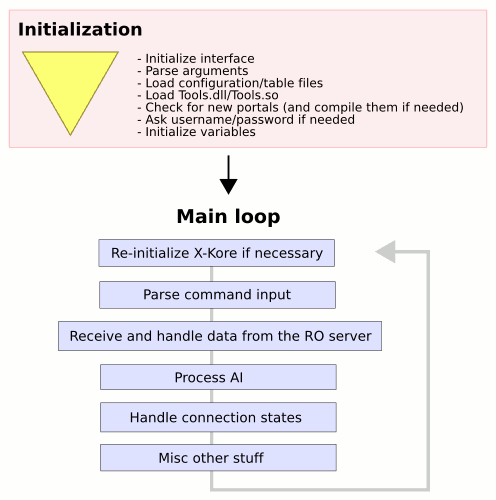 Initialization
- Initialize interface
- Parse arguments
- Load configuration/table files
- Load Tools.dll/Tools.so
- Check for new portals (and compile them if needed)
- Ask username/password if needed
- Initialize variables
Main loop
Re-initialize X-Kore if necessary
Parse command input
Receive and handle data from the RO server
Process AI
Handle connection states
Misc other stuff